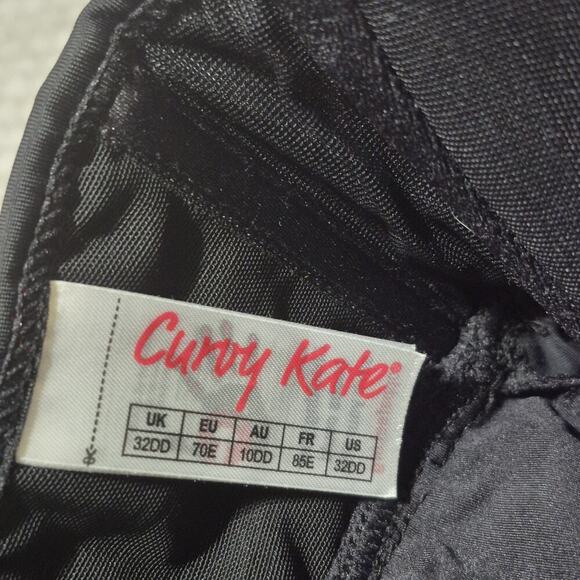 Curvy Kate®
UK EU AU FR US
32DD 70E 10DD 85E 32DD